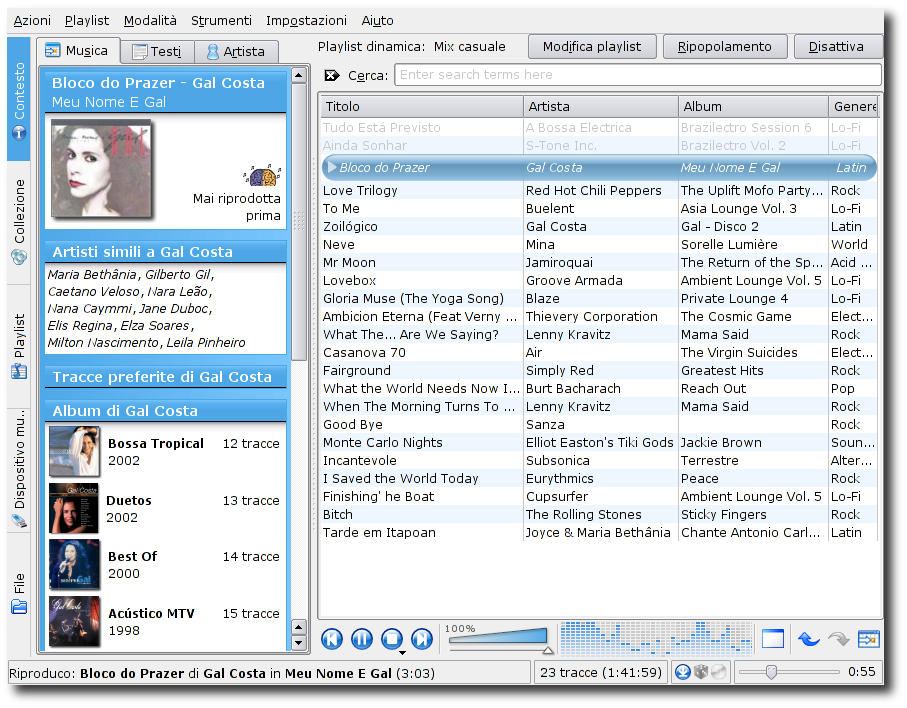 Azioni Playlist Modalità Strumenti Impostazioni Aiuto
Contesto
Collezione
Playlist
Dispositivo mu..
File
Musica Testi Artista
Bloco do Prazer - Gal Costa
Meu Nome E Gal
Mai riprodotta
prima
Artisti simili a Gal Costa
Maria Bethânia, Gilberto Gil,
Caetano Veloso, Nara Leão,
Nana Caymmi, Jane Duboc,
Elis Regina, Elza Soares,
Milton Nascimento, Leila Pinheiro
Tracce preferite di Gal Costa
Album di Gal Costa
Bossa Tropical 12 tracce
2002
Duetos 13 tracce
2002
Best Of 14 tracce
2000
Acústico MTV 15 tracce
1998
Playlist dinamica: Mix casuale Modifica playlist Ripopolamento Disattiva
Cerca: Enter search terms here
Titolo Artista Album Genere
Tudo Está Previsto A Bossa Electrica Brazilectro Session 6 Lo-Fi
Ainda Sonhar S-Tone Inc. Brazilectro Vol. 2 Lo-Fi
Bloco do Prazer Gal Costa Meu Nome E Gal Latin
Love Trilogy Red Hot Chili Peppers The Uplift Mofo Party... Rock
To Me Buelent Asia Lounge Vol. 3 Lo-Fi
Zoilógico Gal Costa Gal - Disco 2 Latin
Neve Mina Sorelle Lumière World
Mr Moon Jamiroquai The Return of the Sp... Acid ...
Lovebox Groove Armada Ambient Lounge Vol. 5 Lo-Fi
Gloria Muse (The Yoga Song) Blaze Private Lounge 4 Lo-Fi
Ambicion Eterna (Feat Verny ... Thievery Corporation The Cosmic Game Elect...
What The... Are We Saying? Lenny Kravitz Mama Said Rock
Casanova 70 Air The Virgin Suicides Elect...
Fairground Simply Red Greatest Hits Rock
What the World Needs Now I... Burt Bacharach Reach Out Pop
When The Morning Turns To ... Lenny Kravitz Mama Said Rock
Good Bye Sanza Rock
Monte Carlo Nights Elliot Easton's Tiki Gods Jackie Brown Soun...
Incantevole Subsonica Terrestre Alter...
I Saved the World Today Eurythmics Peace Rock
Finishing' he Boat Cupsurfer Ambient Lounge Vol. 5 Lo-Fi
Bitch The Rolling Stones Sticky Fingers Rock
Tarde em Itapoan Joyce & Maria Bethânia Chante Antonio Carl... Latin
100%
Riproduco: Bloco do Prazer di Gal Costa in Meu Nome E Gal (3:03) 23 tracce (1:41:59) 0:55